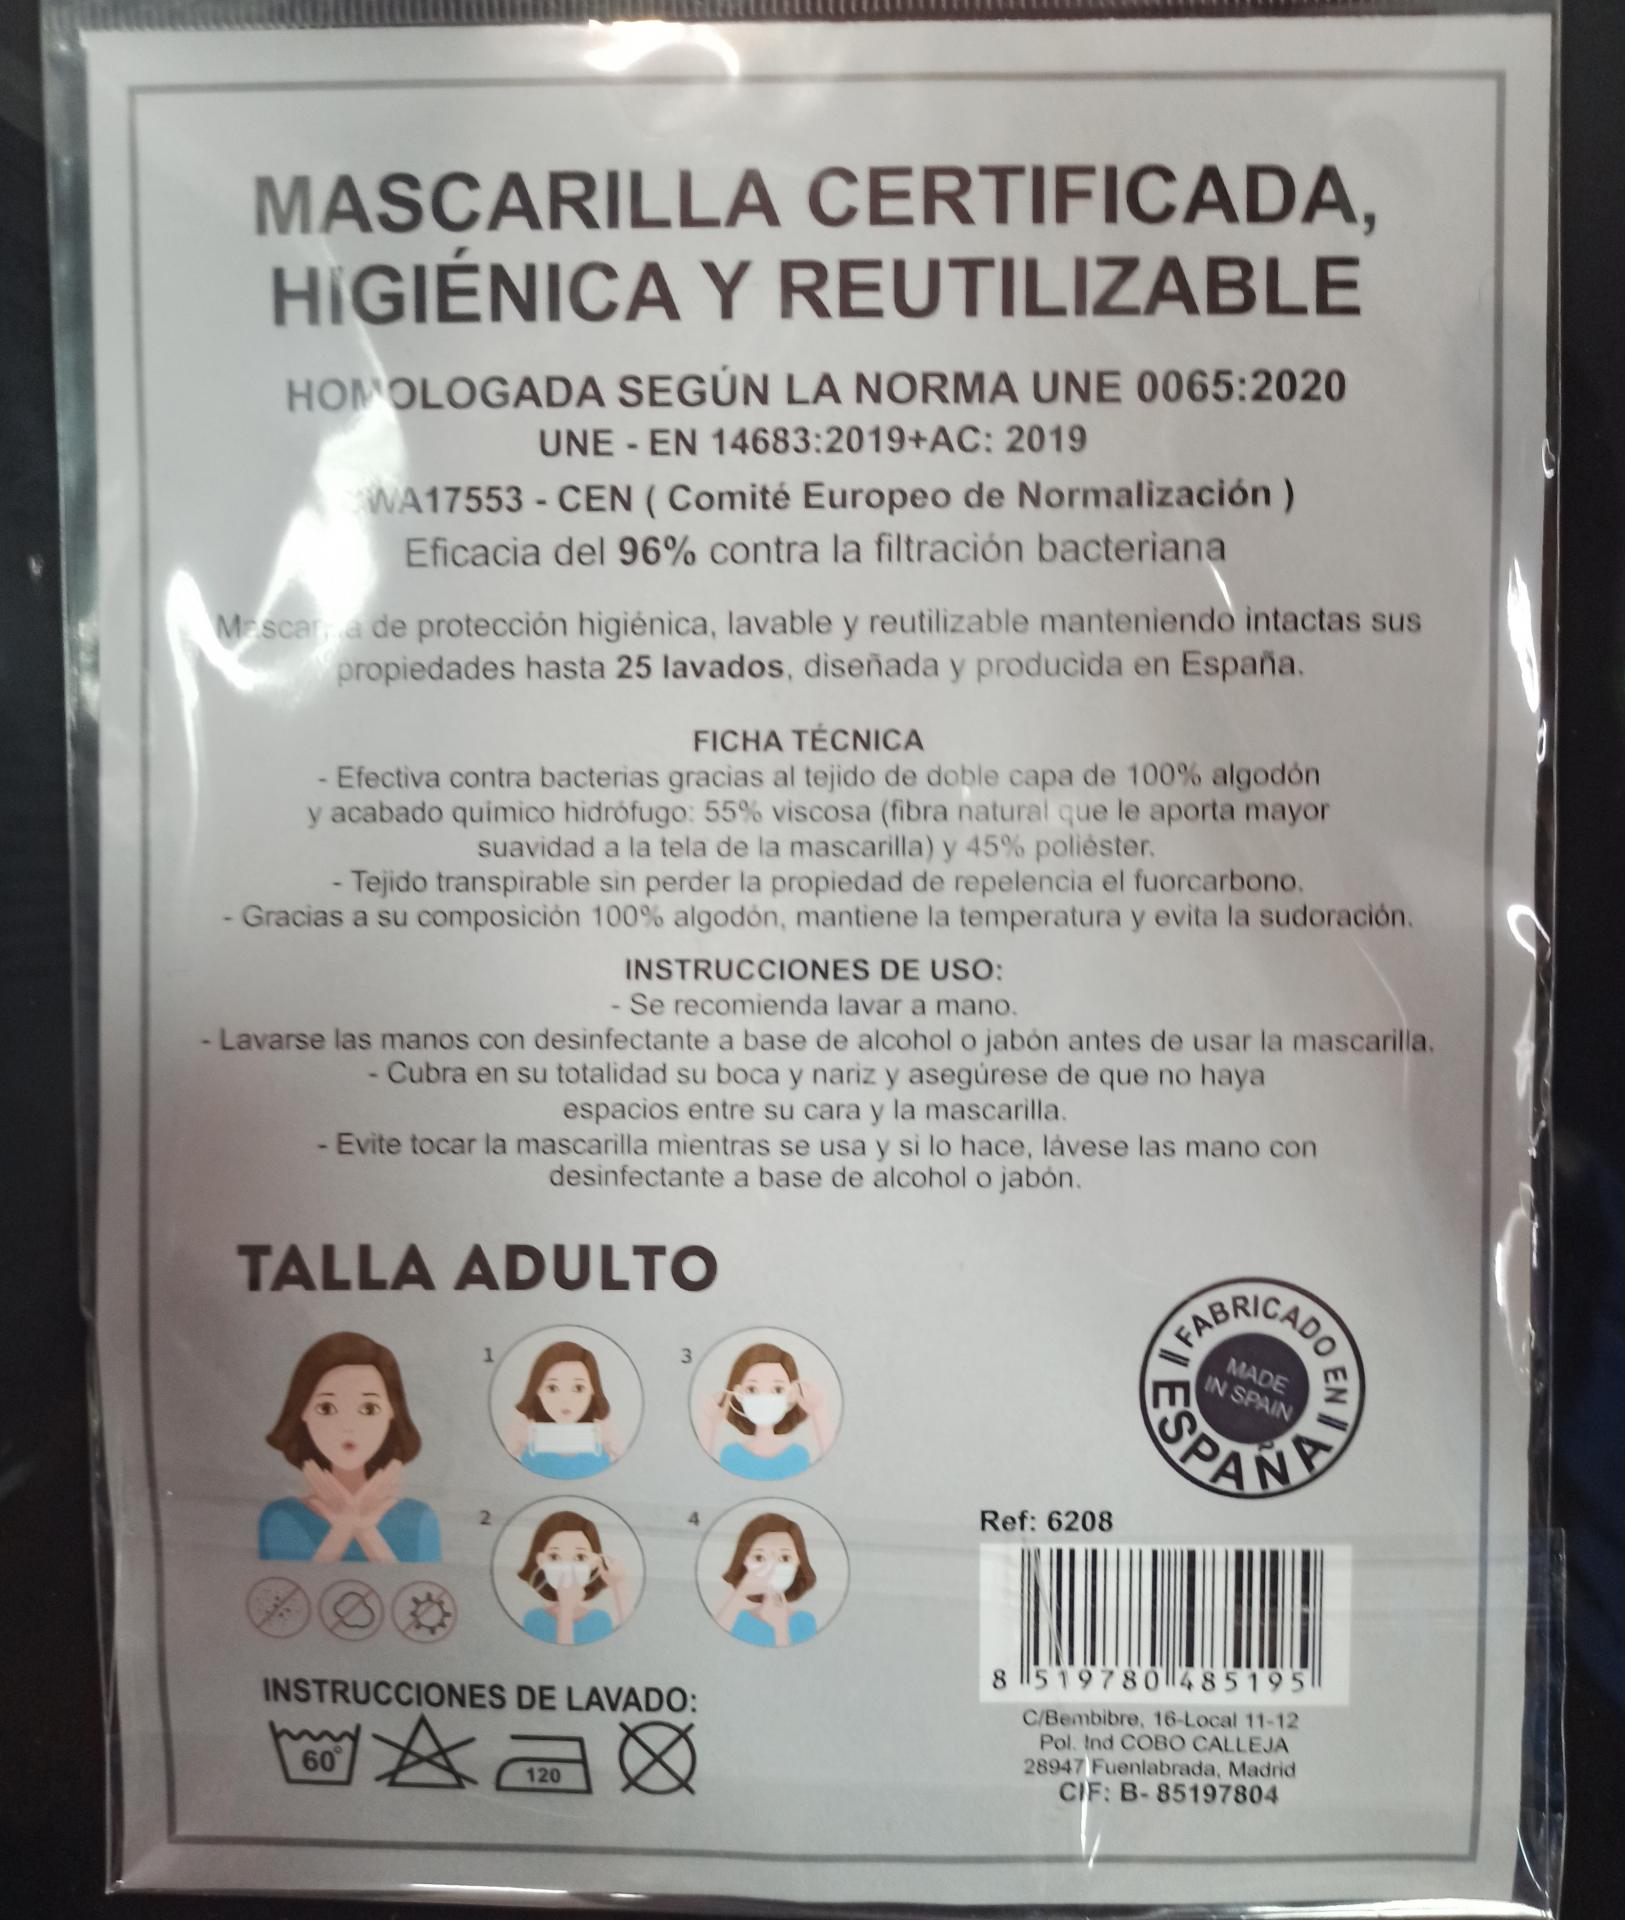 MASCARILLA CERTIFICADA,
HIGIÉNICA Y REUTILIZABLE
HOMOLOGADA SEGÚN LA NORMA UNE 0065:2020
UNE - EN 14683:2019+AC: 2019
- CEN ( Comité Europeo de Normalización )
Eficacia del 96% contra la filtración bacteriana
Mascarilla de protección higiénica, lavable y reutilizable manteniendo intactas sus
propiedades hasta 25 lavados, diseñada y producida en España.
FICHA TÉCNICA
- Efectiva contra bacterias gracias al tejido de doble capa de 100% algodón
y acabado químico hidrófugo: 55% viscosa (fibra natural que le aporta mayor
suavidad a la tela de la mascarilla) y 45% poliéster.
- Tejido transpirable sin perder la propiedad de repelencia el fuorcarbono.
- Gracias a su composición 100% algodón, mantiene la temperatura y evita la sudoración.
INSTRUCCIONES DE USO:
- Se recomienda lavar a mano.
- Lavarse las manos con desinfectante a base de alcohol o jabón antes de usar la mascarilla.
- Cubra en su totalidad su boca y nariz y asegúrese de que no haya
espacios entre su cara y la mascarilla.
- Evite tocar la mascarilla mientras se usa y si lo hace, lávese las mano con
desinfectante a base de alcohol o jabón.
TALLA ADULTO
1
3
2
4
FABRICADO EN
ESPAÑA
MADE
IN SPAIN
Ref: 6208
8 519780 485195
INSTRUCCIONES DE LAVADO:
60°
120
C/Bembibre, 16-Local 11-12
Pol. Ind COBO CALLEJA
28947 Fuenlabrada, Madrid
CIF: B- 85197804